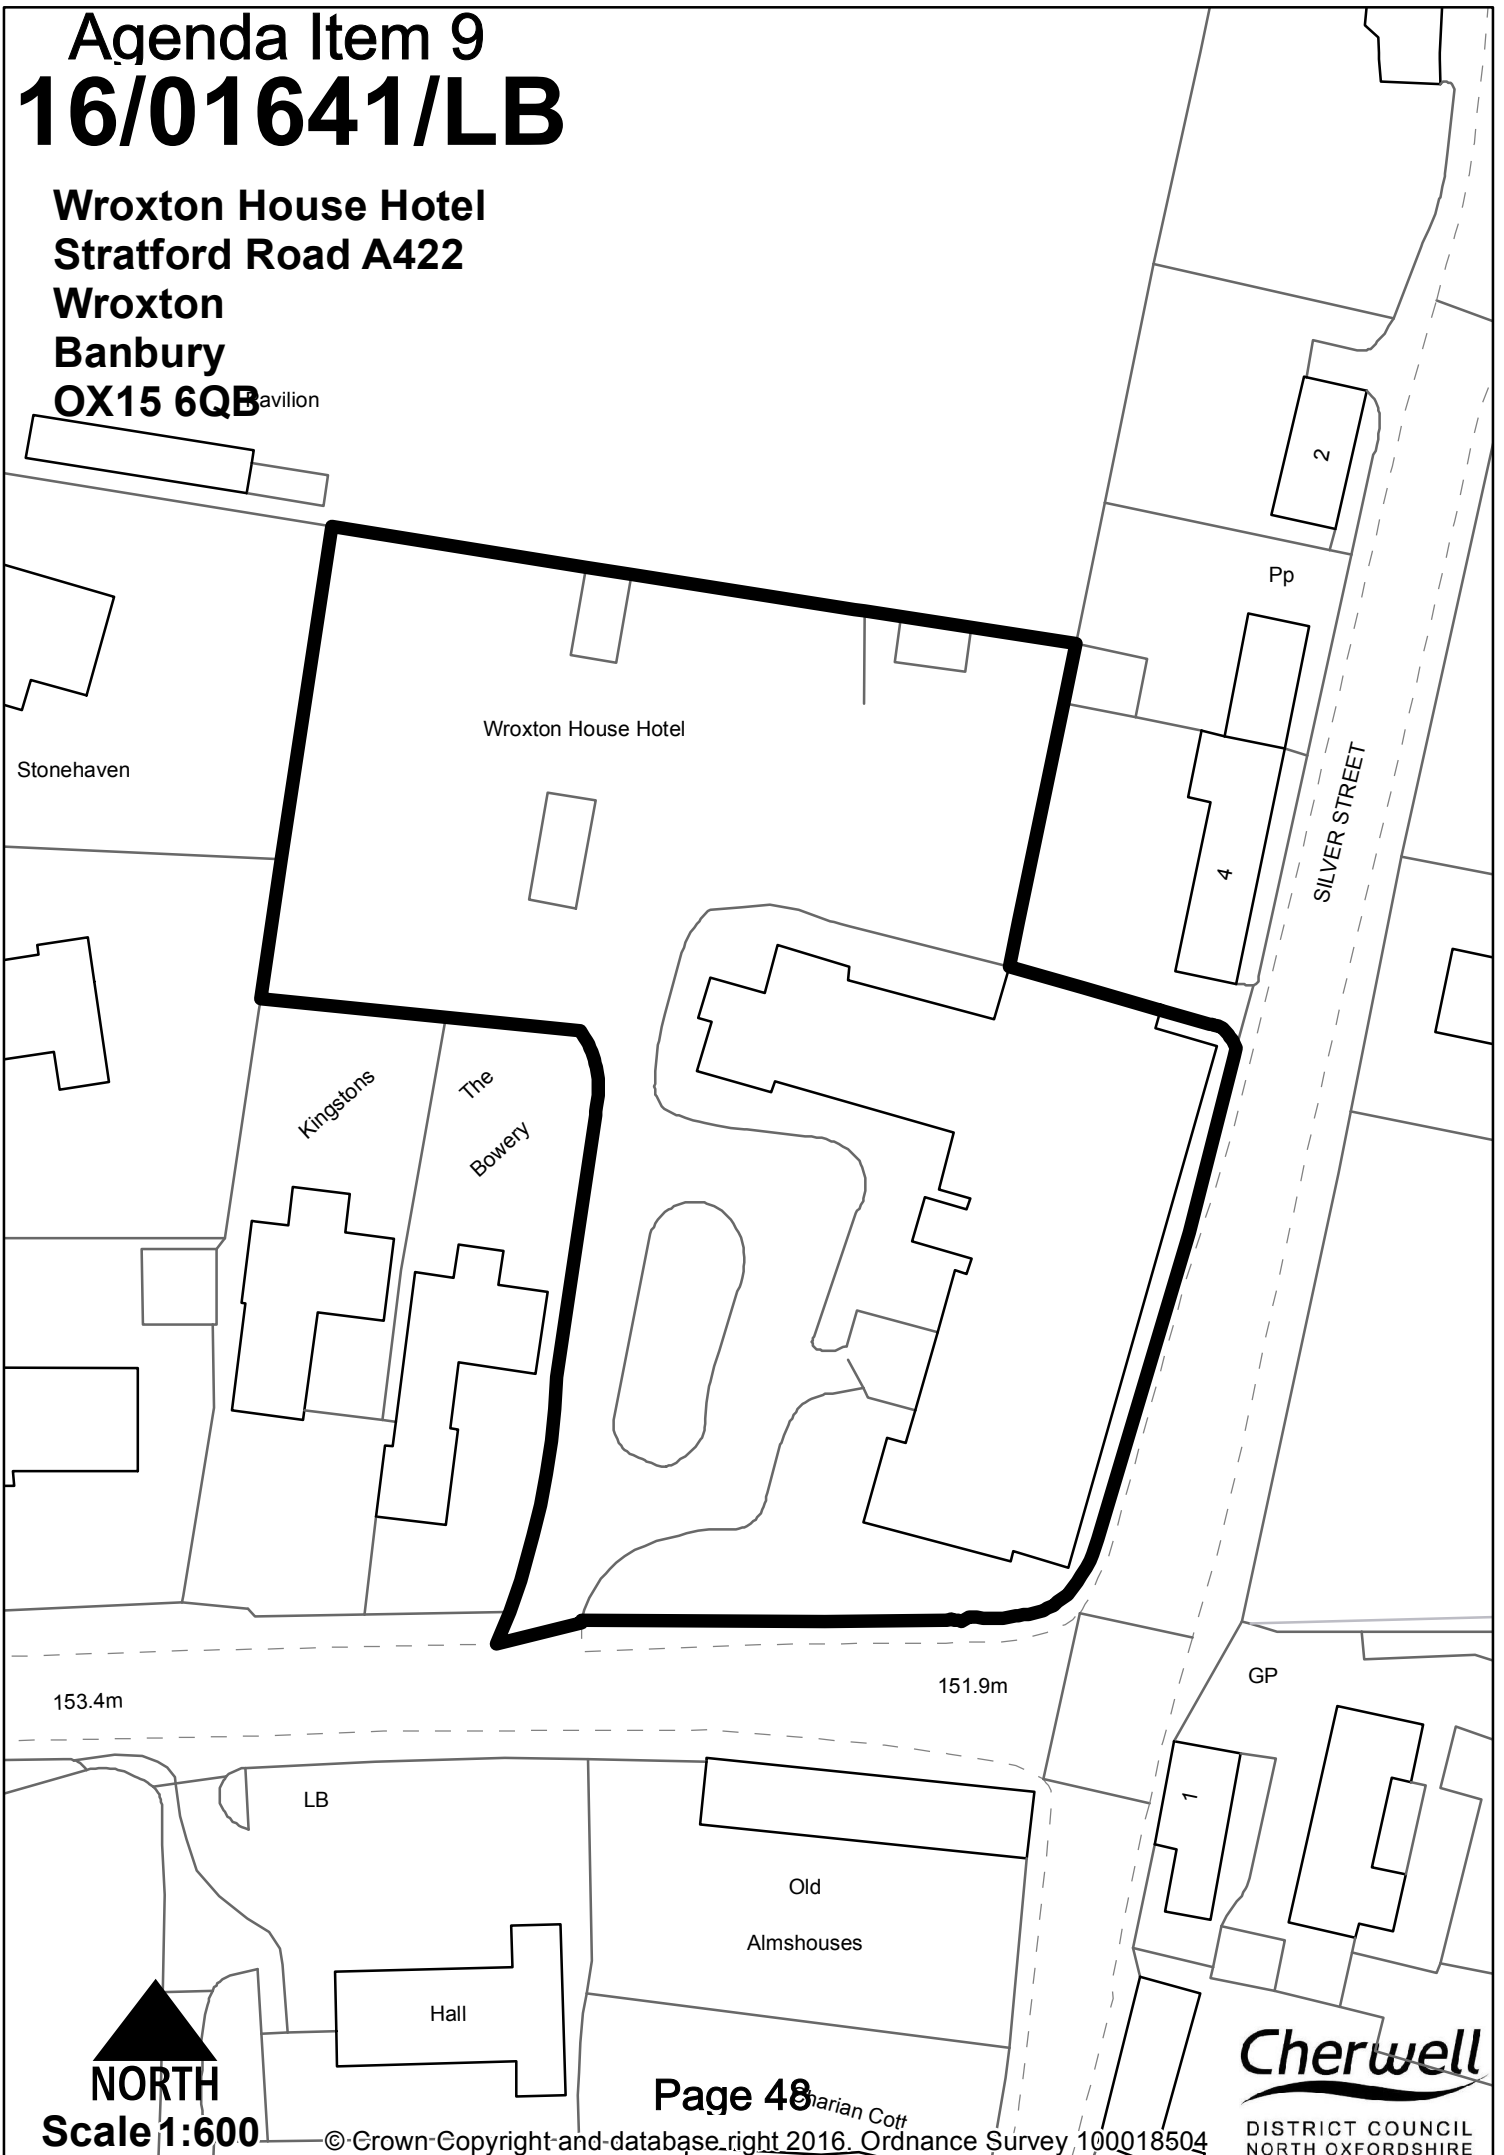 Agenda Item 9
16/01641/LB
Wroxton House Hotel
Stratford Road A422
Wroxton
Banbury
OX15 6QB
Pavilion
2
Pp
Wroxton House Hotel
Stonehaven
SILVER STREET
4
Kingstons
The
Bowery
153.4m
151.9m
GP
LB
1
Old
Almshouses
Hall
NORTH
Scale 1:600
Page 48
Charian Cott
© Crown Copyright and database right 2016. Ordnance Survey 100018504
Cherwell
DISTRICT COUNCIL
NORTH OXFORDSHIRE